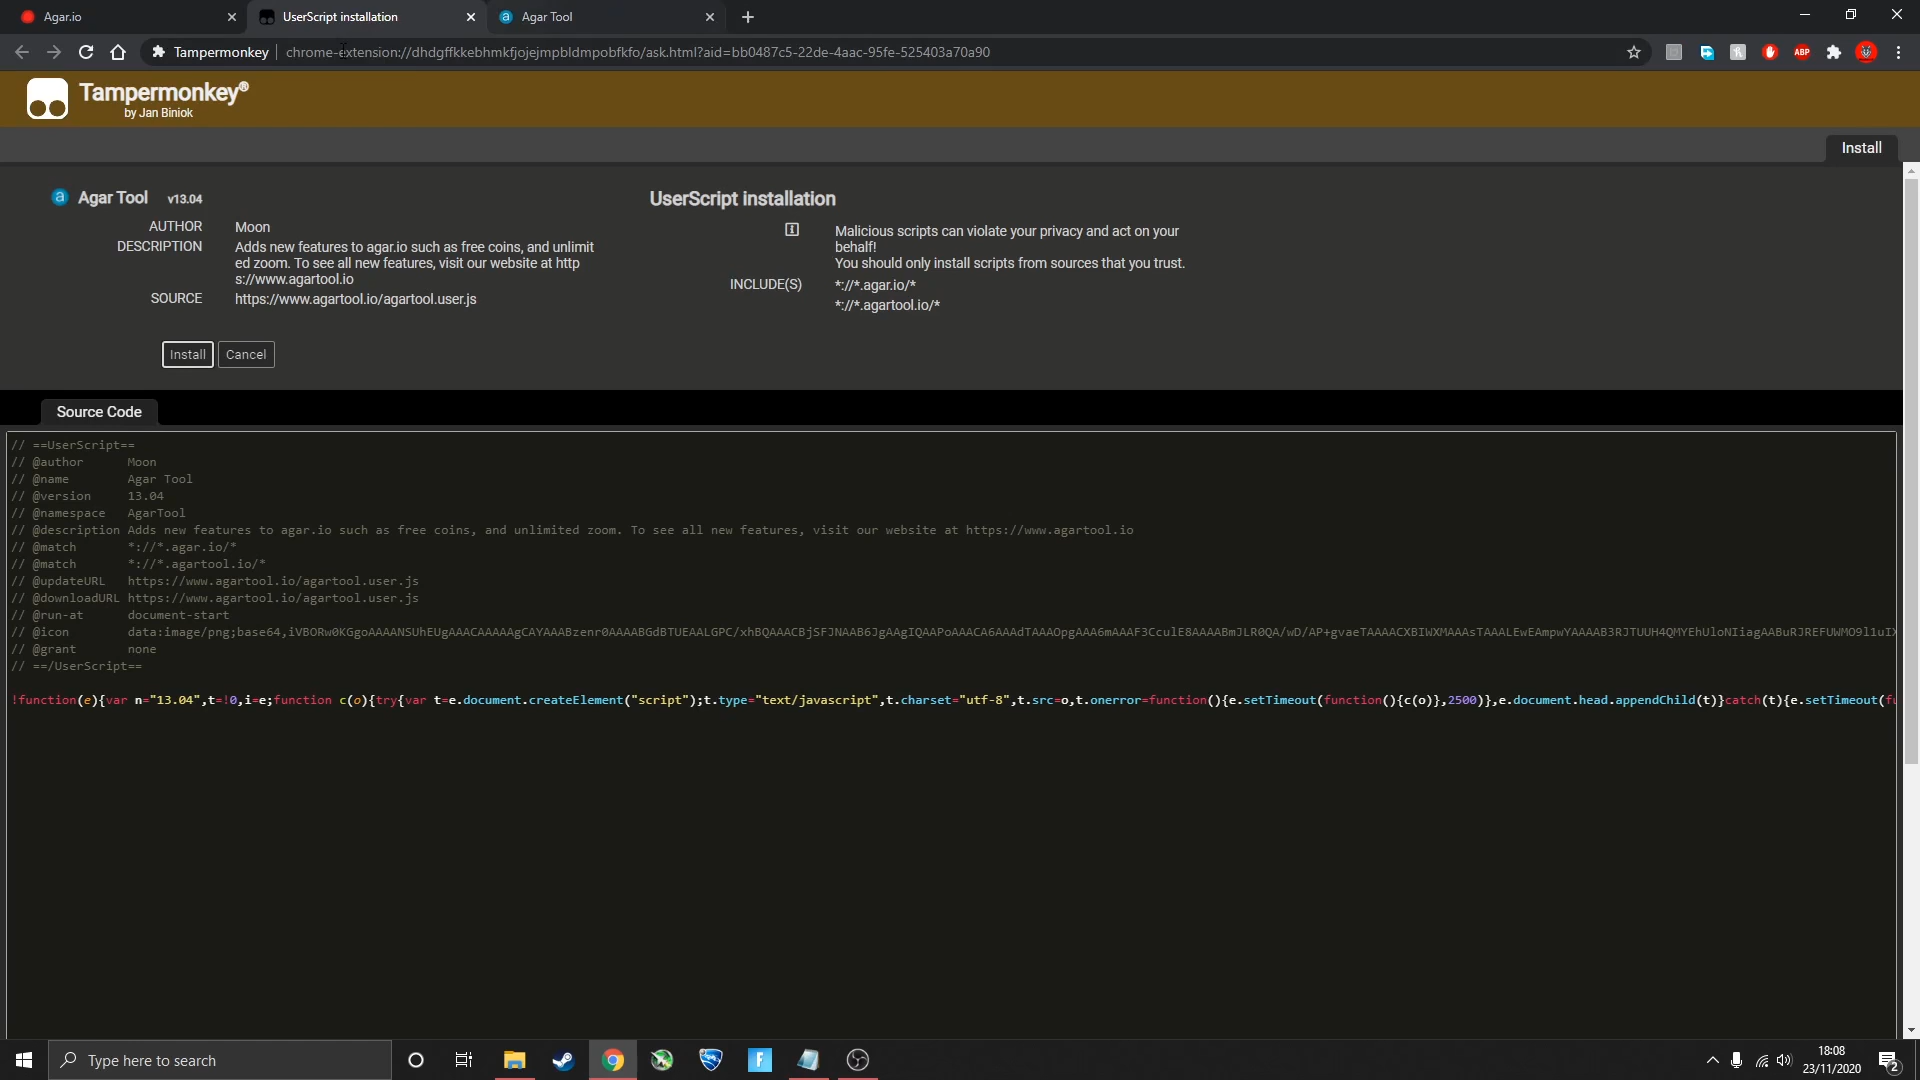 Agar.io
UserScript installation
Agar Tool
Tampermonkey
chrome-extension://dhdgffkkebhmkfjojejmpbldmpobfkfo/ask.html?aid=bb0487c5-22de-4aac-95fe-525403a70a90
ABP
Tampermonkey®
by Jan Biniok
Install
a Agar Tool v13.04
AUTHOR Moon
DESCRIPTION Adds new features to agar.io such as free coins, and unlimit
ed zoom. To see all new features, visit our website at http
s://www.agartool.io
SOURCE https://www.agartool.io/agartool.user.js
UserScript installation
Malicious scripts can violate your privacy and act on your
behalf!
You should only install scripts from sources that you trust.
INCLUDE(S) *://*.agar.io/*
*://*.agartool.io/*
Install Cancel
Source Code
// ==UserScript==
// @author Moon
// @name Agar Tool
// @version 13.04
// @namespace AgarTool
// @description Adds new features to agar.io such as free coins, and unlimited zoom. To see all new features, visit our website at https://www.agartool.io
// @match *://*.agar.io/*
// @match *://*.agartool.io/*
// @updateURL https://www.agartool.io/agartool.user.js
// @downloadURL https://www.agartool.io/agartool.user.js
// @run-at document-start
// @icon data:image/png;base64,
// @grant none
// ==/UserScript==
!function(e){var n="13.04",t=!0,i=e;function c(o){try{var t=e.document.createElement("script");t.type="text/javascript",t.charset="utf-8",t.src=o,t.onerror=function(){e.setTimeout(function(){c(o)},2500)},e.document.head.appendChild(t)}catch(t){e.setTimeout(fu
Type here to search
18:08
23/11/2020
2